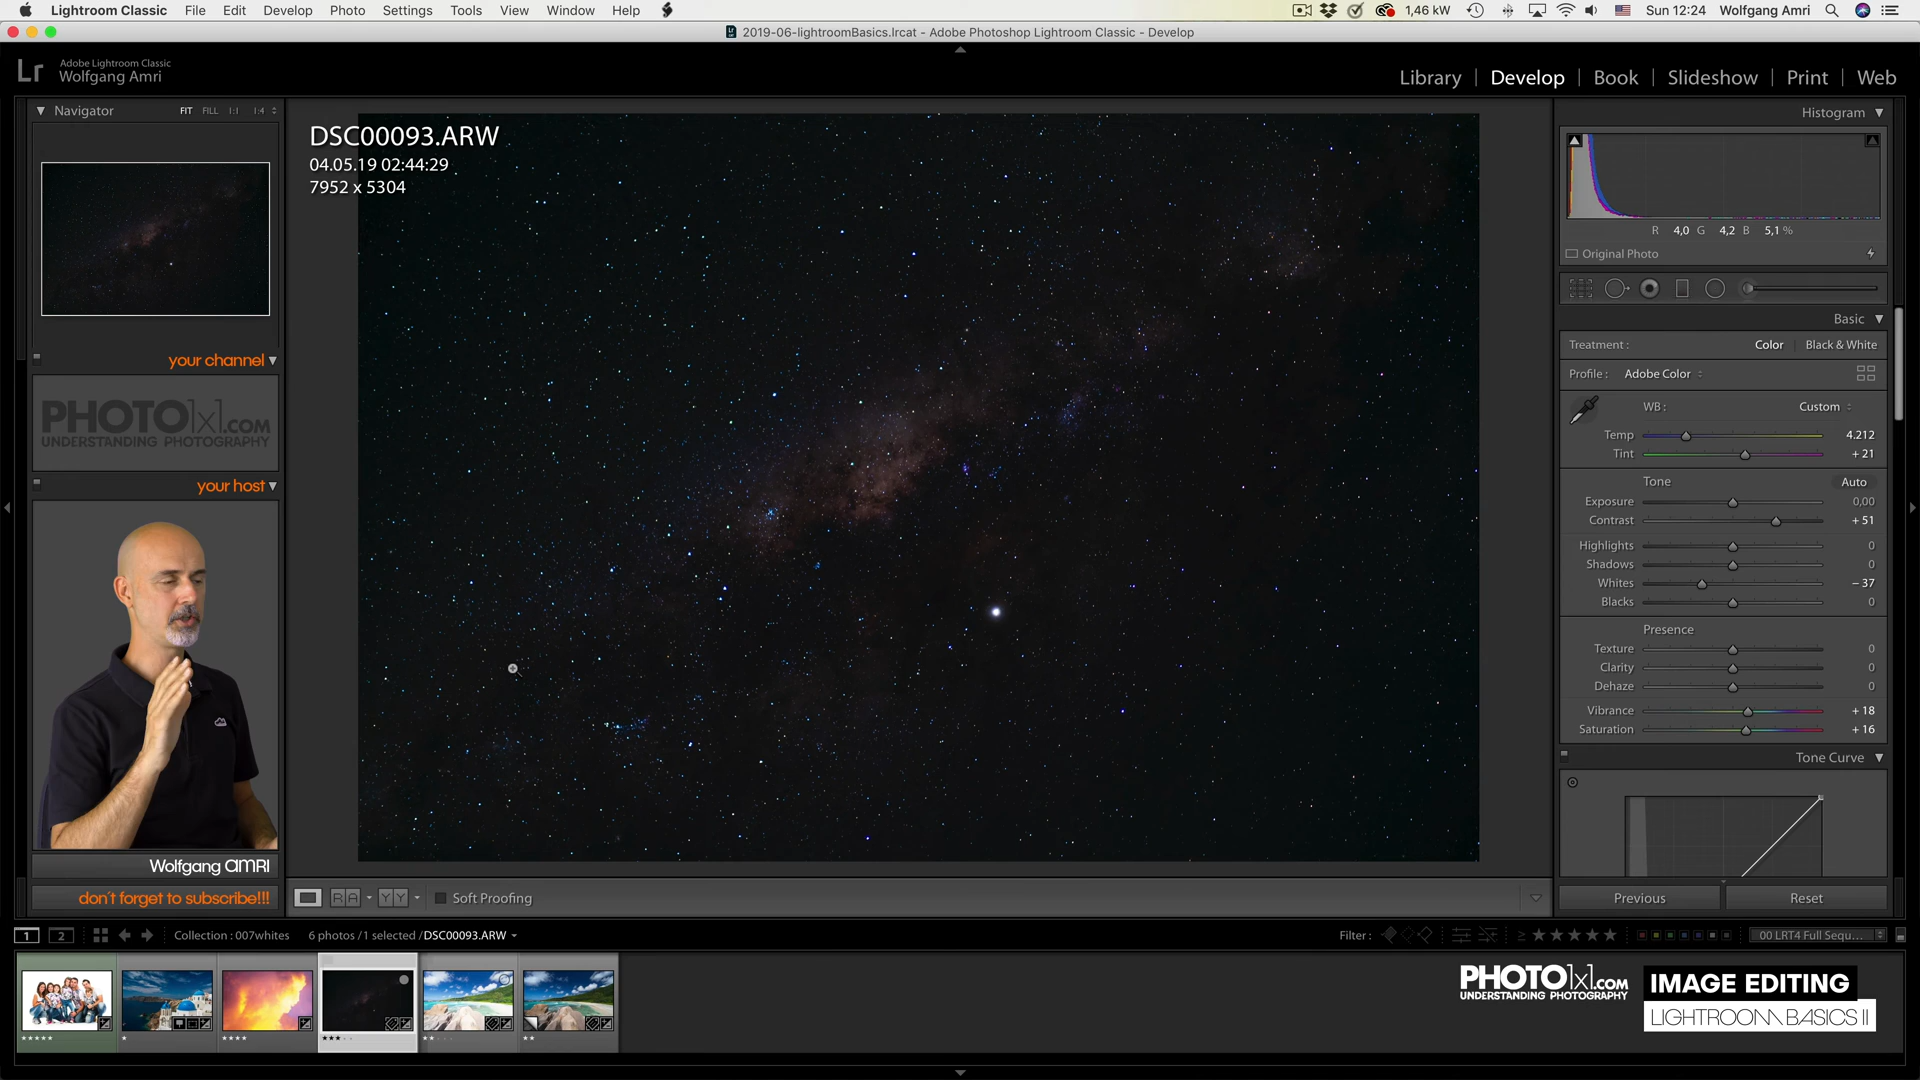 Lightroom Classic File Edit Develop Photo Settings Tools View Window Help 1,46 kW Sun 12:24 Wolfgang Amri
2019-06-lightroomBasics.lrcat - Adobe Photoshop Lightroom Classic - Develop
Lr Adobe Lightroom Classic
Wolfgang Amri
Library | Develop | Book | Slideshow | Print | Web
Navigator FIT FILL 1:1 1:4
DSC00093.ARW
04.05.19 02:44:29
7952 x 5304
your channel
PHOTO1x1.com
UNDERSTANDING PHOTOGRAPHY
your host
Wolfgang AMRI
don´t forget to subscribe!!!
Histogram
R 4,0 G 4,2 B 5,1 %
Original Photo
Basic
Treatment : Color | Black & White
Profile : Adobe Color
WB : Custom
Temp 4.212
Tint + 21
Tone Auto
Exposure 0,00
Contrast + 51
Highlights 0
Shadows 0
Whites – 37
Blacks 0
Presence
Texture 0
Clarity 0
Dehaze 0
Vibrance + 18
Saturation + 16
Tone Curve
Previous Reset
R A Y Y Soft Proofing
1 2 Collection : 007whites 6 photos / 1 selected / DSC00093.ARW Filter : ≥ ★★★★★ 00 LRT4 Full Sequ...
PHOTO1x1.com
UNDERSTANDING PHOTOGRAPHY
IMAGE EDITING
LIGHTROOM BASICS II